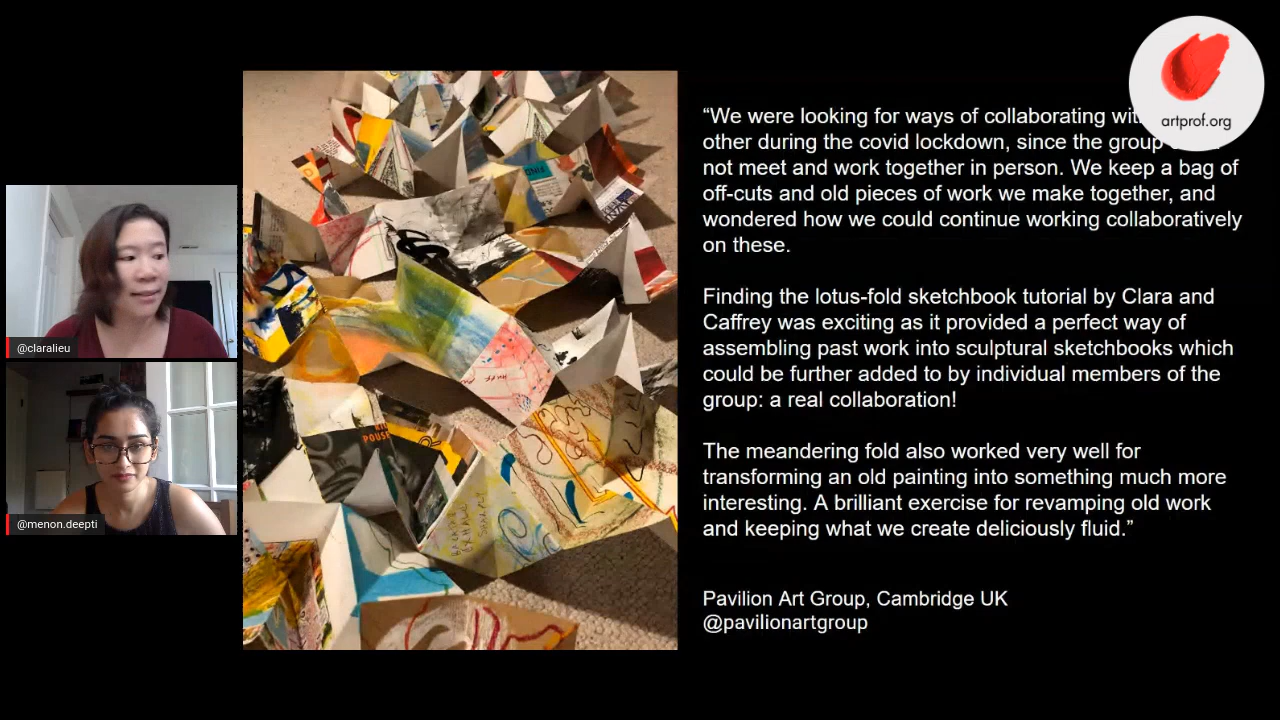 artprof.org
“We were looking for ways of collaborating
other during the covid lockdown, since the group
not meet and work together in person. We keep a bag of
off-cuts and old pieces of work we make together, and
wondered how we could continue working collaboratively
on these.
Finding the lotus-fold sketchbook tutorial by Clara and
Caffrey was exciting as it provided a perfect way of
assembling past work into sculptural sketchbooks which
could be further added to by individual members of the
group: a real collaboration!
The meandering fold also worked very well for
transforming an old painting into something much more
interesting. A brilliant exercise for revamping old work
and keeping what we create deliciously fluid.”
Pavilion Art Group, Cambridge UK
@pavilionartgroup
@claralieu
@menon.deepti